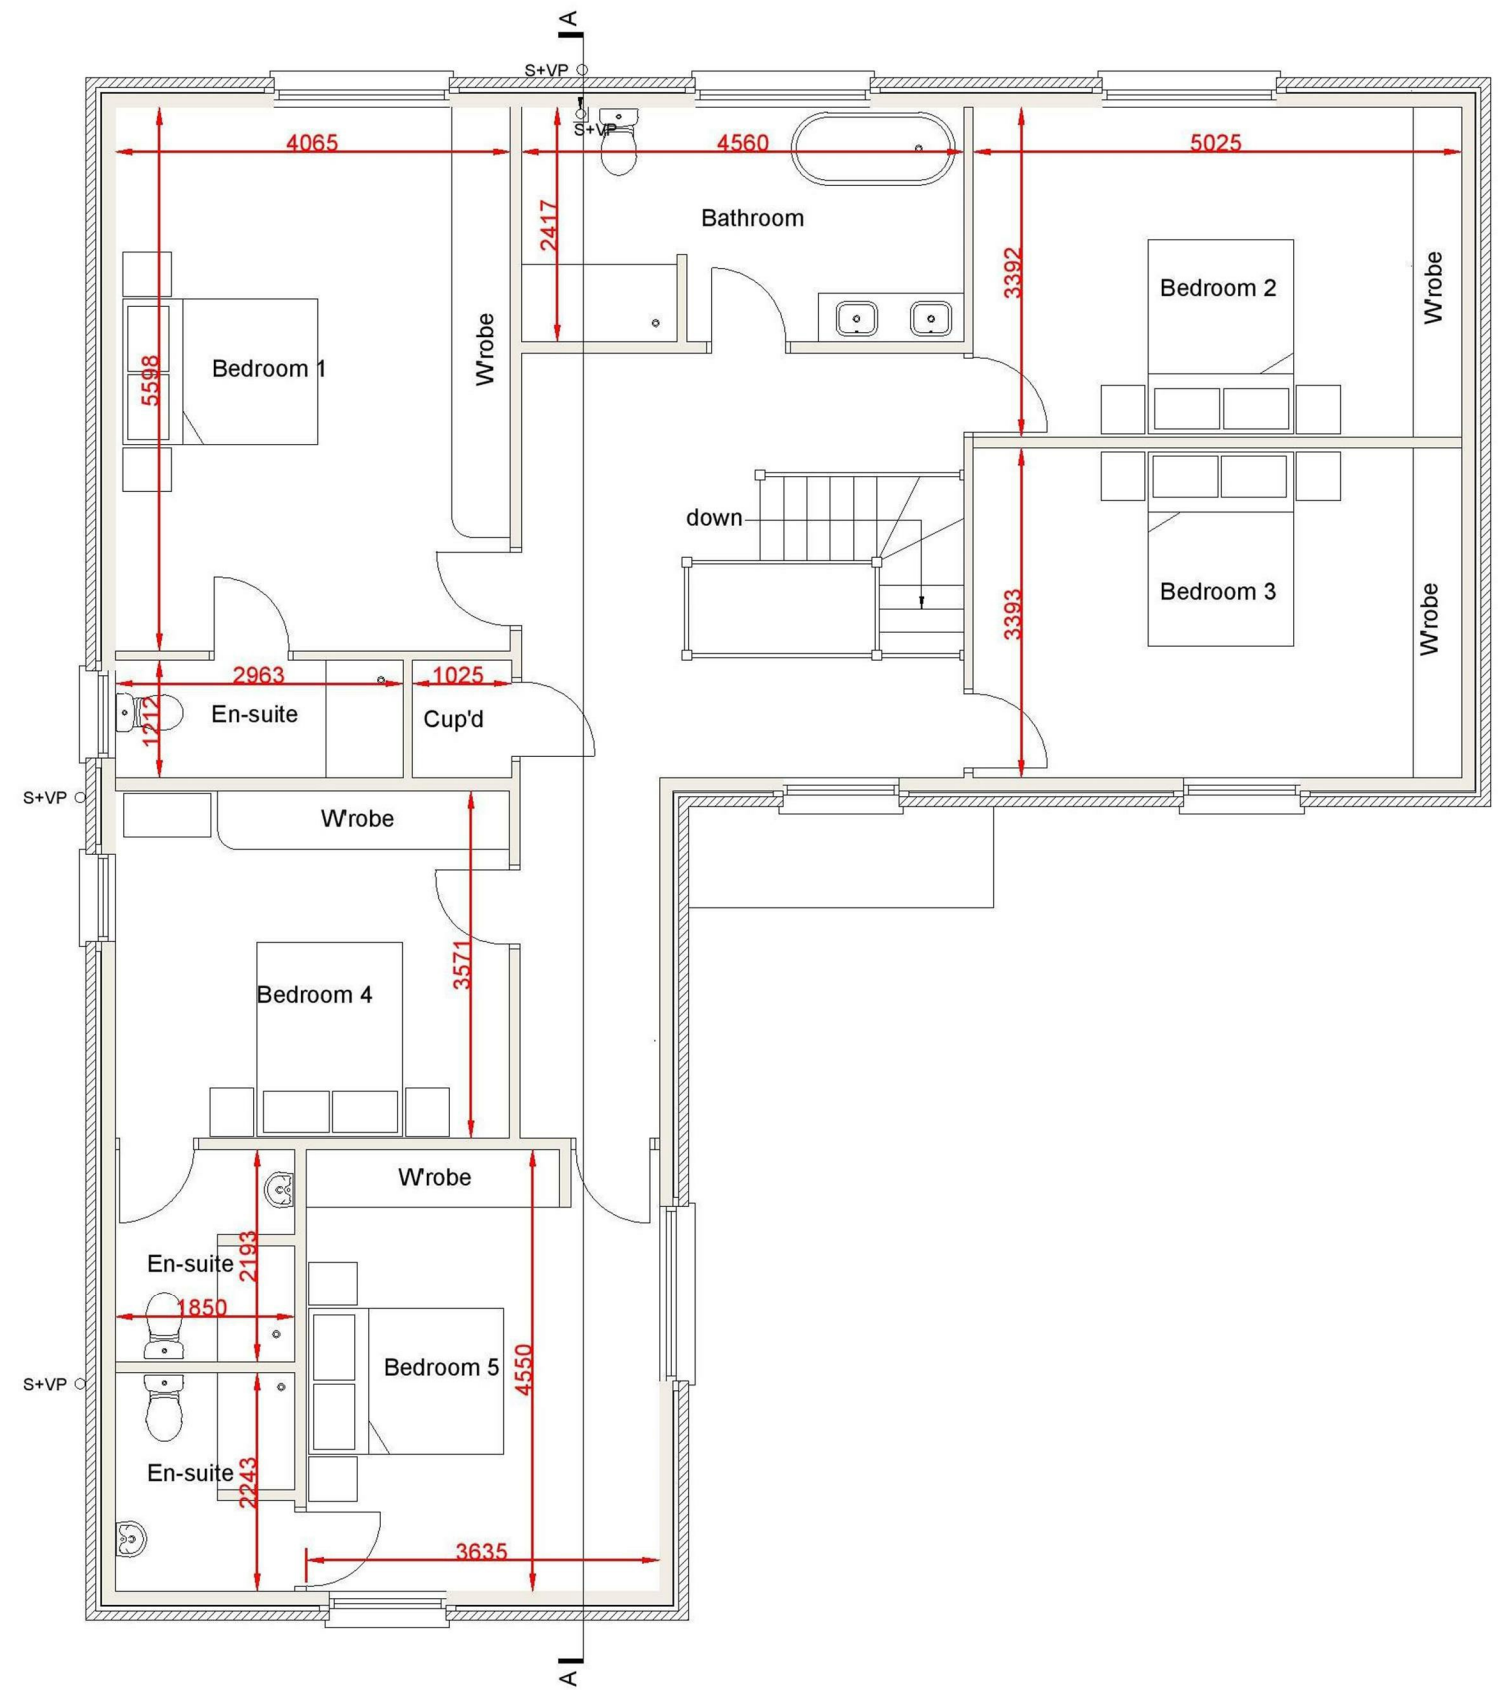 A
S+VP
S+VP
4065
4560
5025
2417
Bathroom
3392
Bedroom 2
W'robe
W'robe
Bedroom 1
5598
down
3393
Bedroom 3
W'robe
2963
1025
1212
En-suite
Cup'd
S+VP
W'robe
3571
Bedroom 4
W'robe
2193
En-suite
1850
Bedroom 5
4550
S+VP
En-suite
2243
3635
A